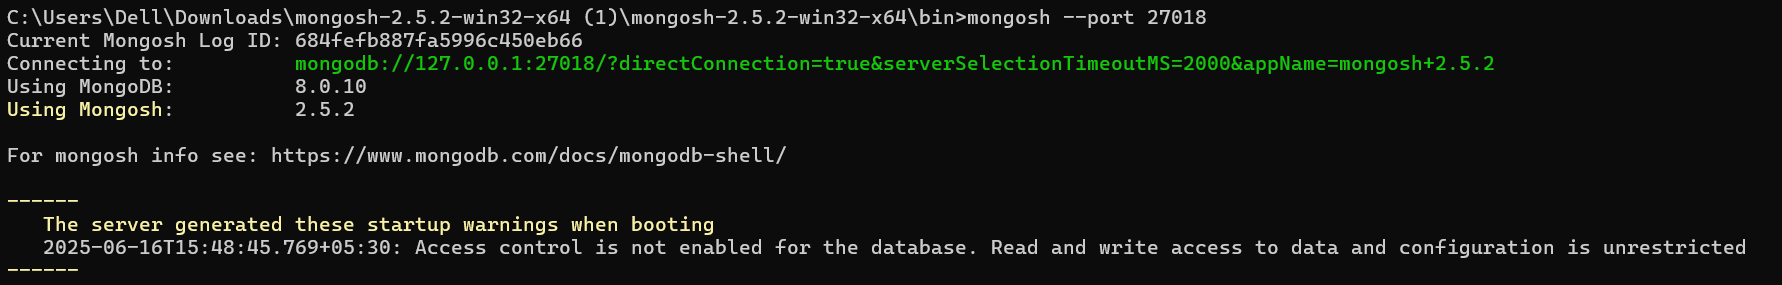 C:\Users\Dell\Downloads\mongosh-2.5.2-win32-x64 (1)\mongosh-2.5.2-win32-x64\bin>mongosh --port 27018
Current Mongosh Log ID: 684fefb887fa5996c450eb66
Connecting to:          mongodb://127.0.0.1:27018/?directConnection=true&serverSelectionTimeoutMS=2000&appName=mongosh+2.5.2
Using MongoDB:          8.0.10
Using Mongosh:          2.5.2
For mongosh info see: https://www.mongodb.com/docs/mongodb-shell/
------
   The server generated these startup warnings when booting
   2025-06-16T15:48:45.769+05:30: Access control is not enabled for the database. Read and write access to data and configuration is unrestricted
------